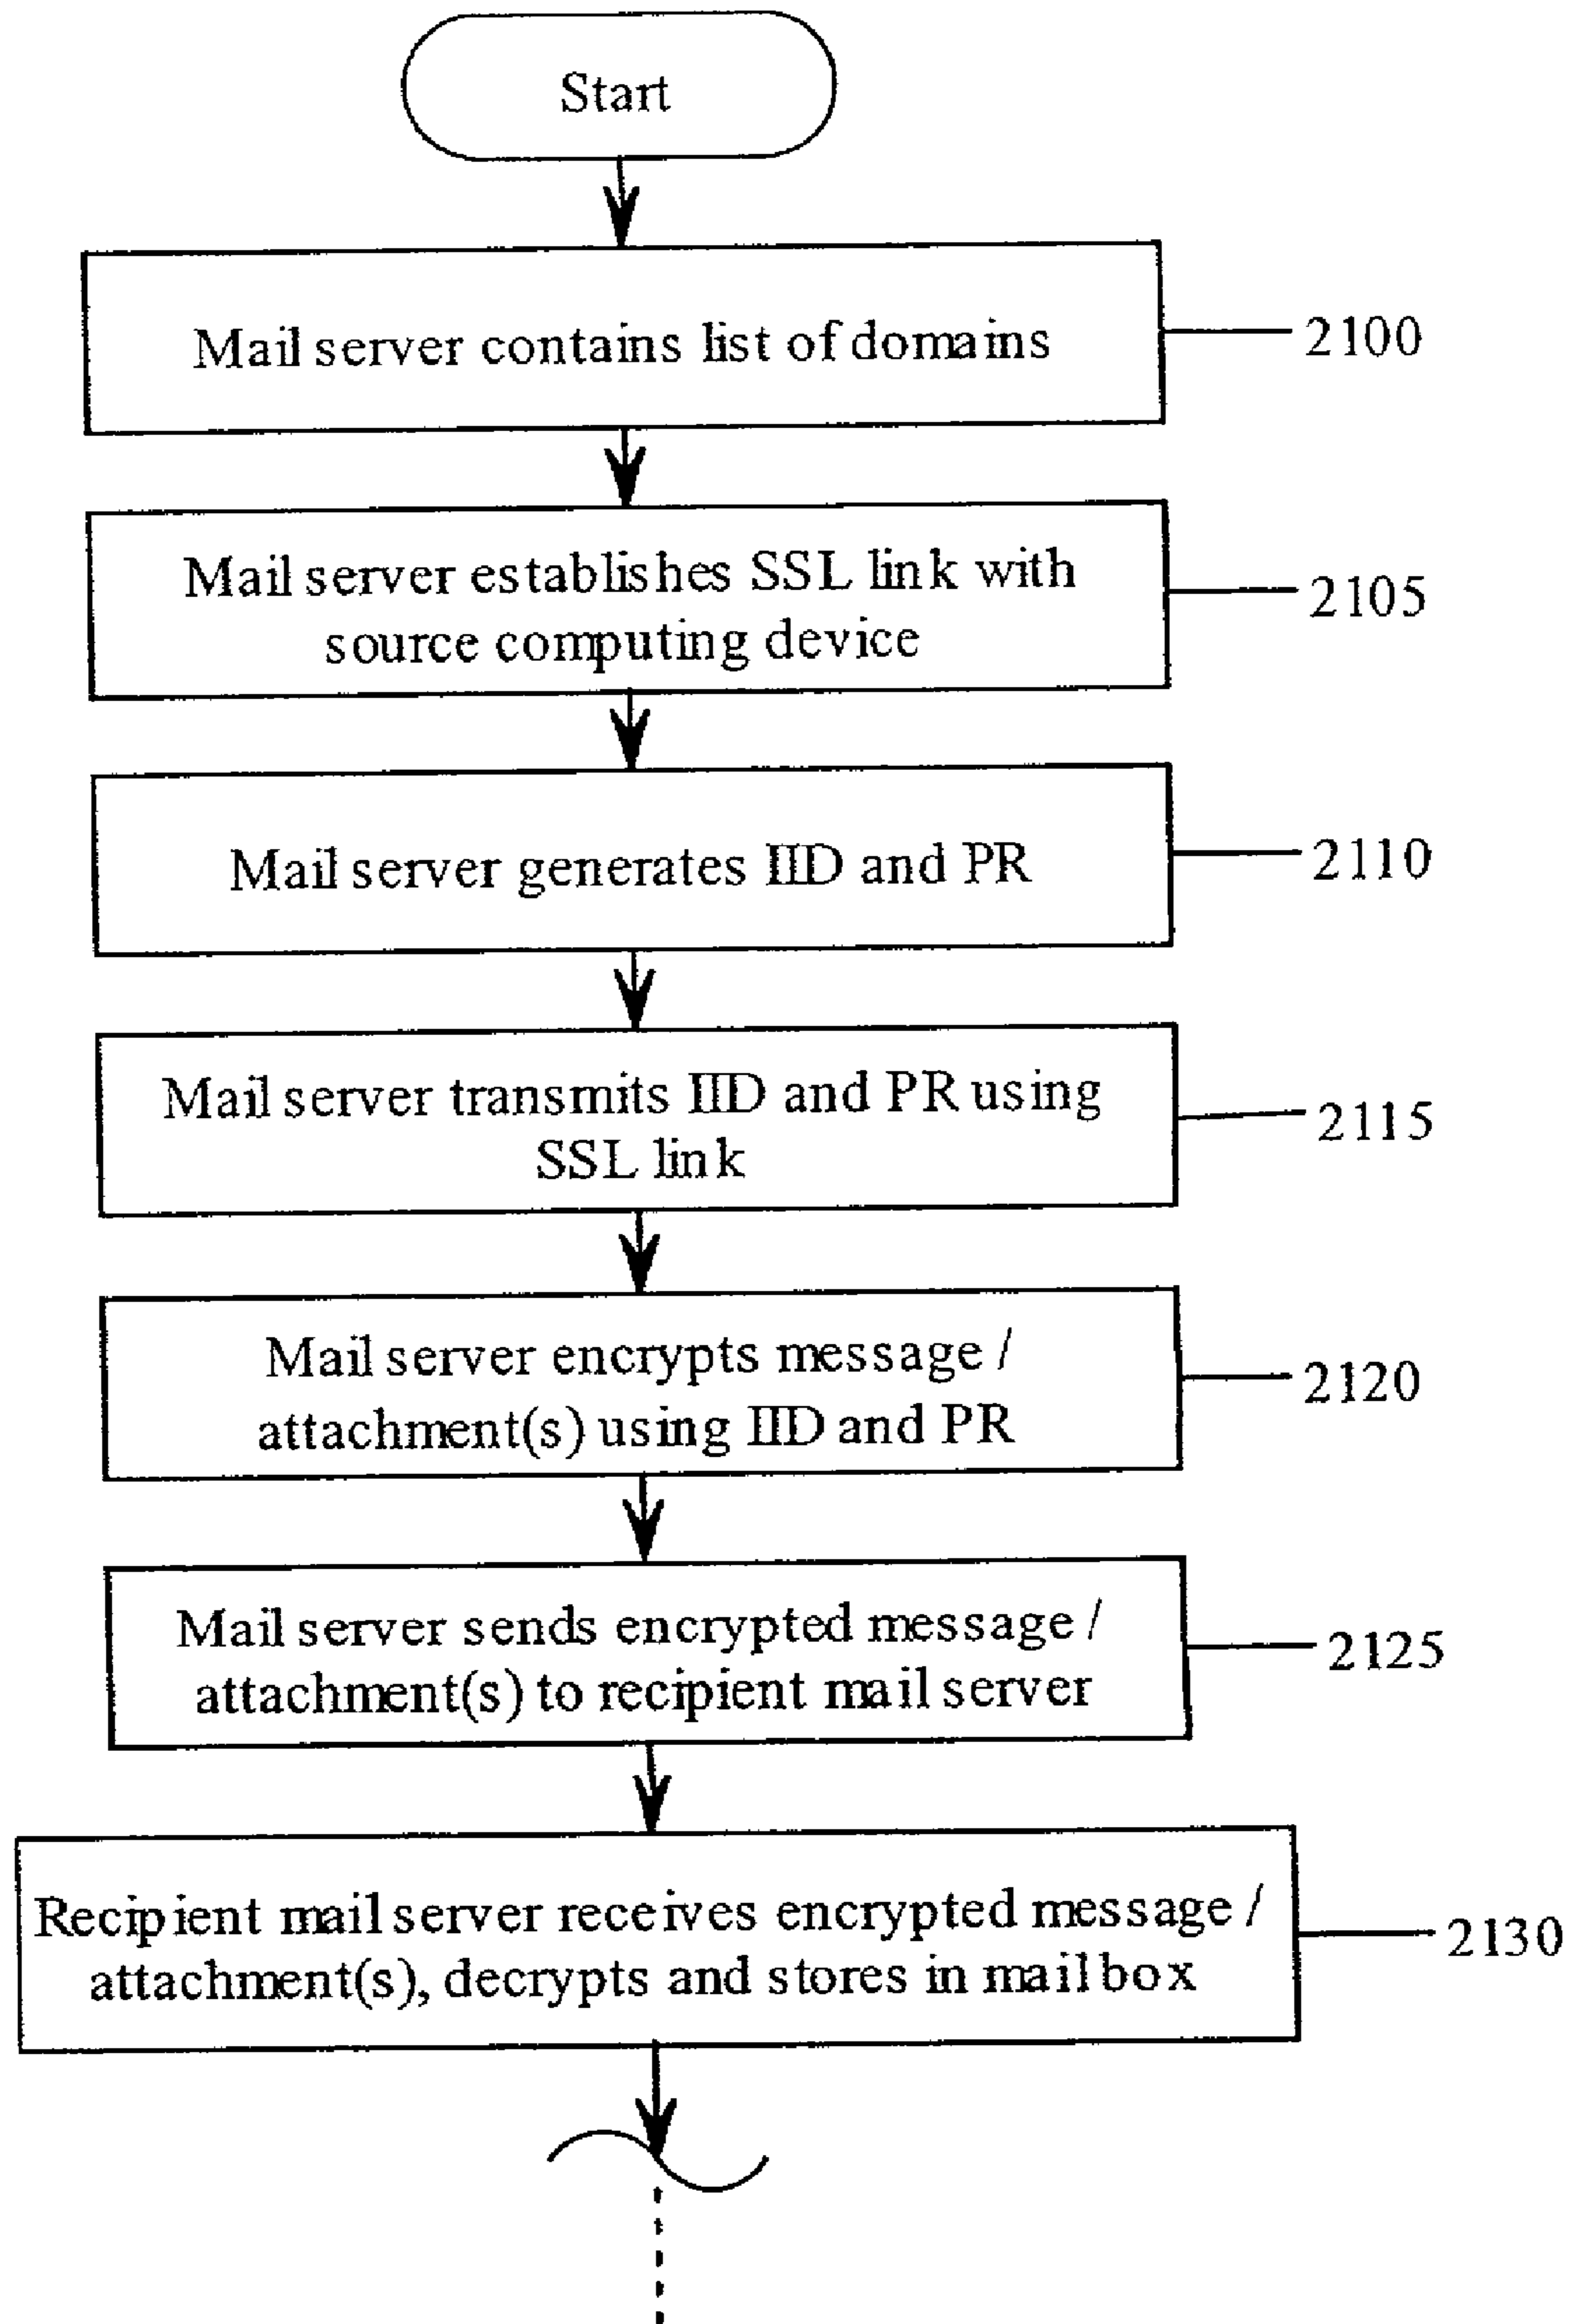 Start
Mail server contains list of domains
2100
Mail server establishes SSL link with
source computing device
2105
Mail server generates IID and PR
2110
Mail server transmits IID and PR using
SSL link
2115
Mail server encrypts message /
attachment(s) using IID and PR
2120
Mail server sends encrypted message /
attachment(s) to recipient mail server
2125
Recipient mail server receives encrypted message /
attachment(s), decrypts and stores in mailbox
2130